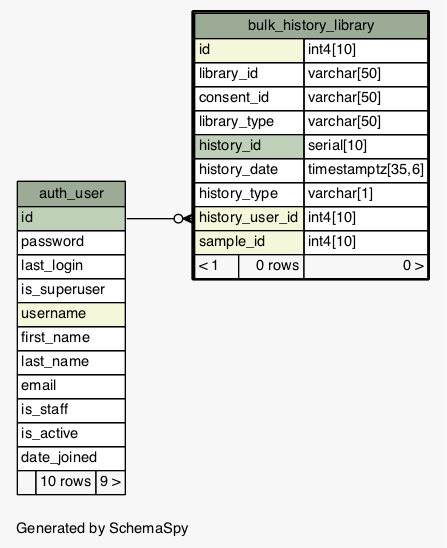 bulk_history_library
id int4[10]
library_id varchar[50]
consent_id varchar[50]
library_type varchar[50]
history_id serial[10]
history_date timestamptz[35,6]
history_type varchar[1]
history_user_id int4[10]
sample_id int4[10]
< 1 0 rows 0 >
auth_user
id
password
last_login
is_superuser
username
first_name
last_name
email
is_staff
is_active
date_joined
10 rows 9 >
Generated by SchemaSpy